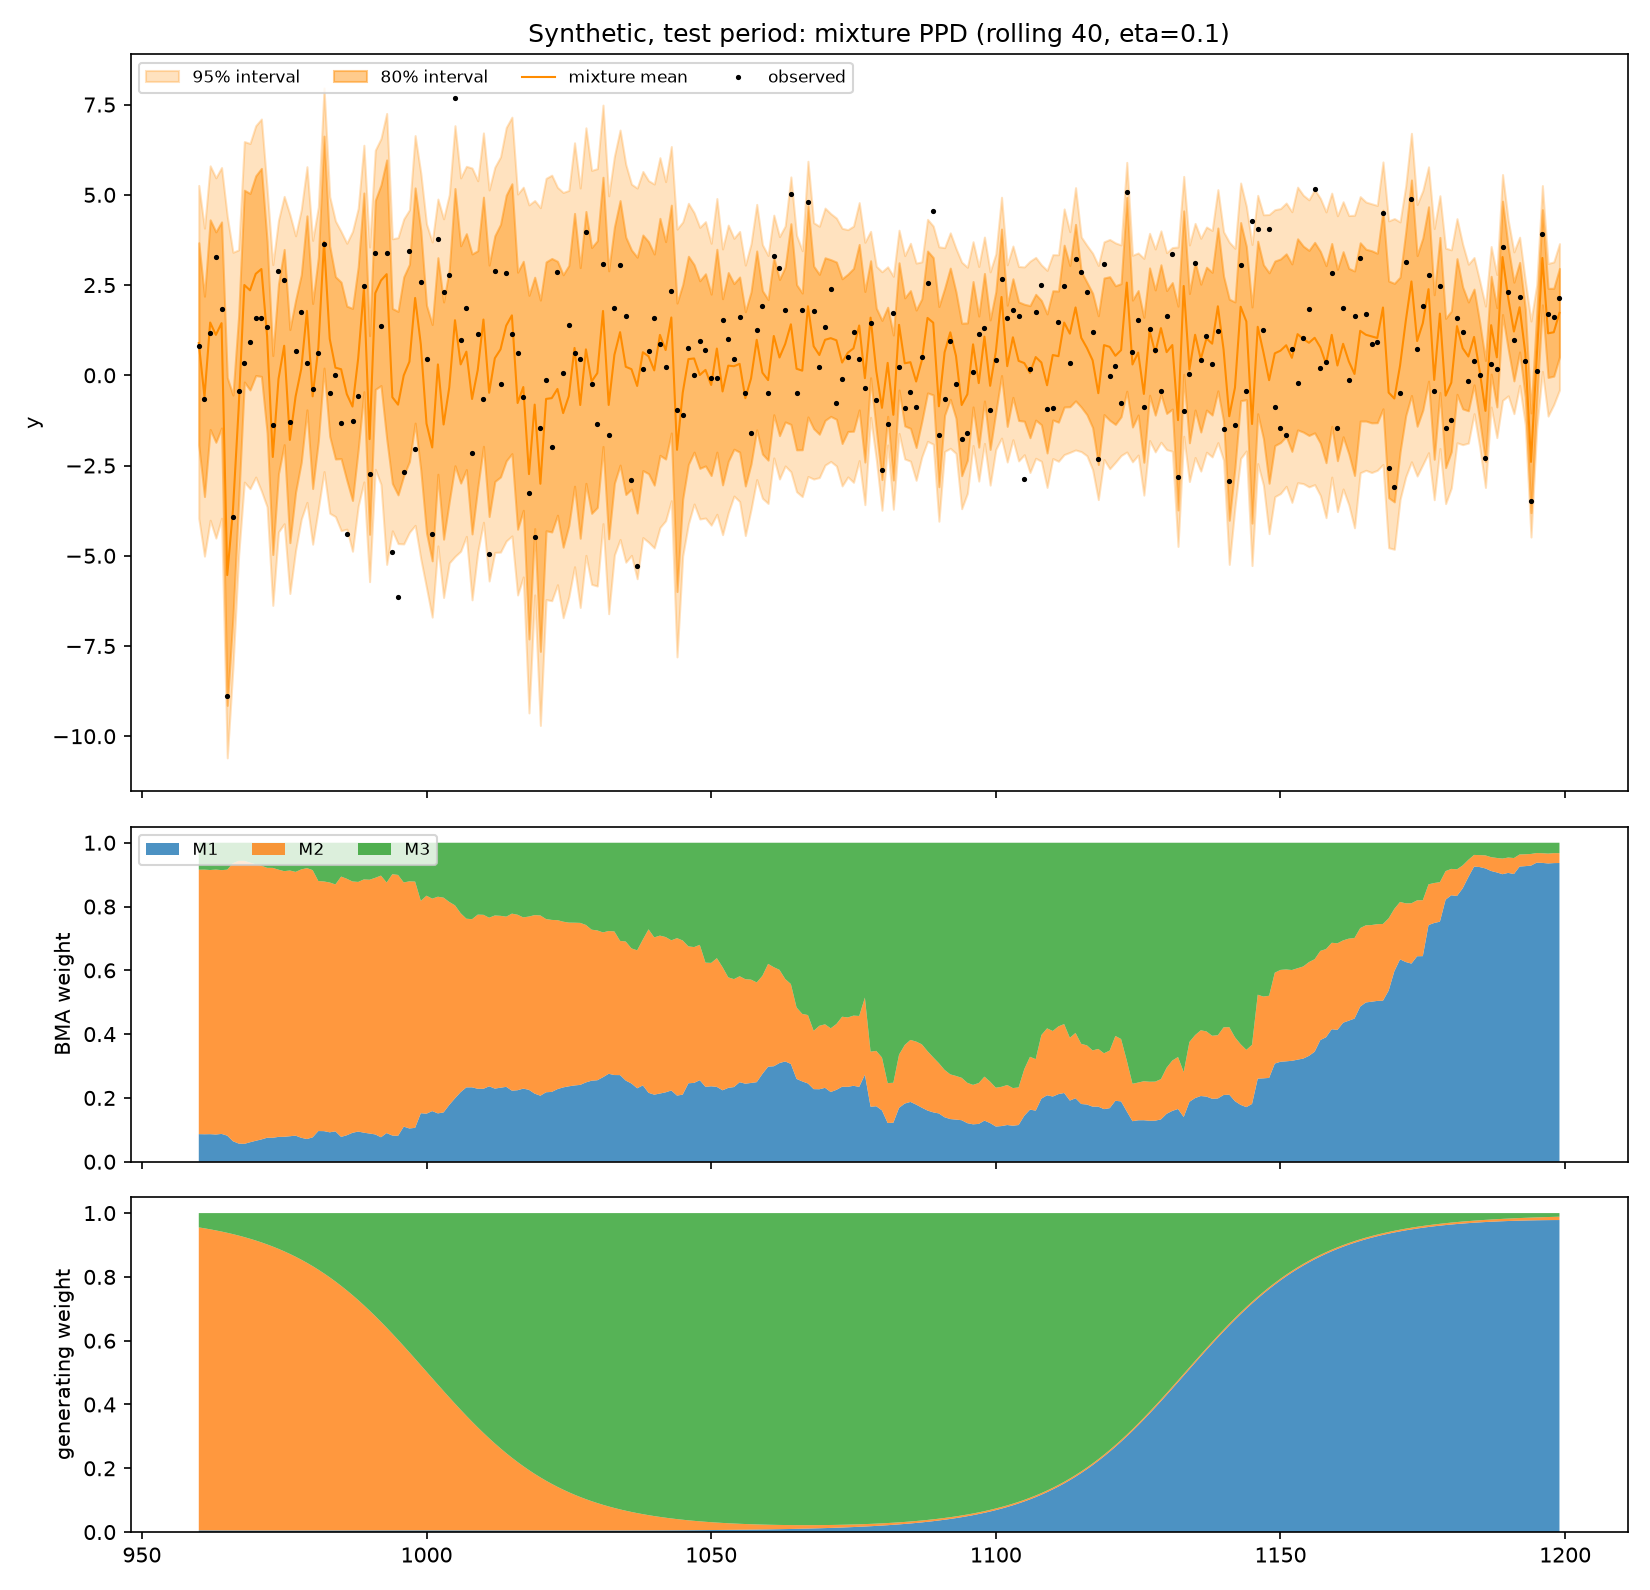 Synthetic, test period: mixture PPD (rolling 40, eta=0.1)
95% interval 80% interval mixture mean observed
7.5
5.0
2.5
0.0
−2.5
−5.0
−7.5
−10.0
y
M1 M2 M3
1.0
0.8
0.6
0.4
0.2
0.0
BMA weight
1.0
0.8
0.6
0.4
0.2
0.0
generating weight
950 1000 1050 1100 1150 1200